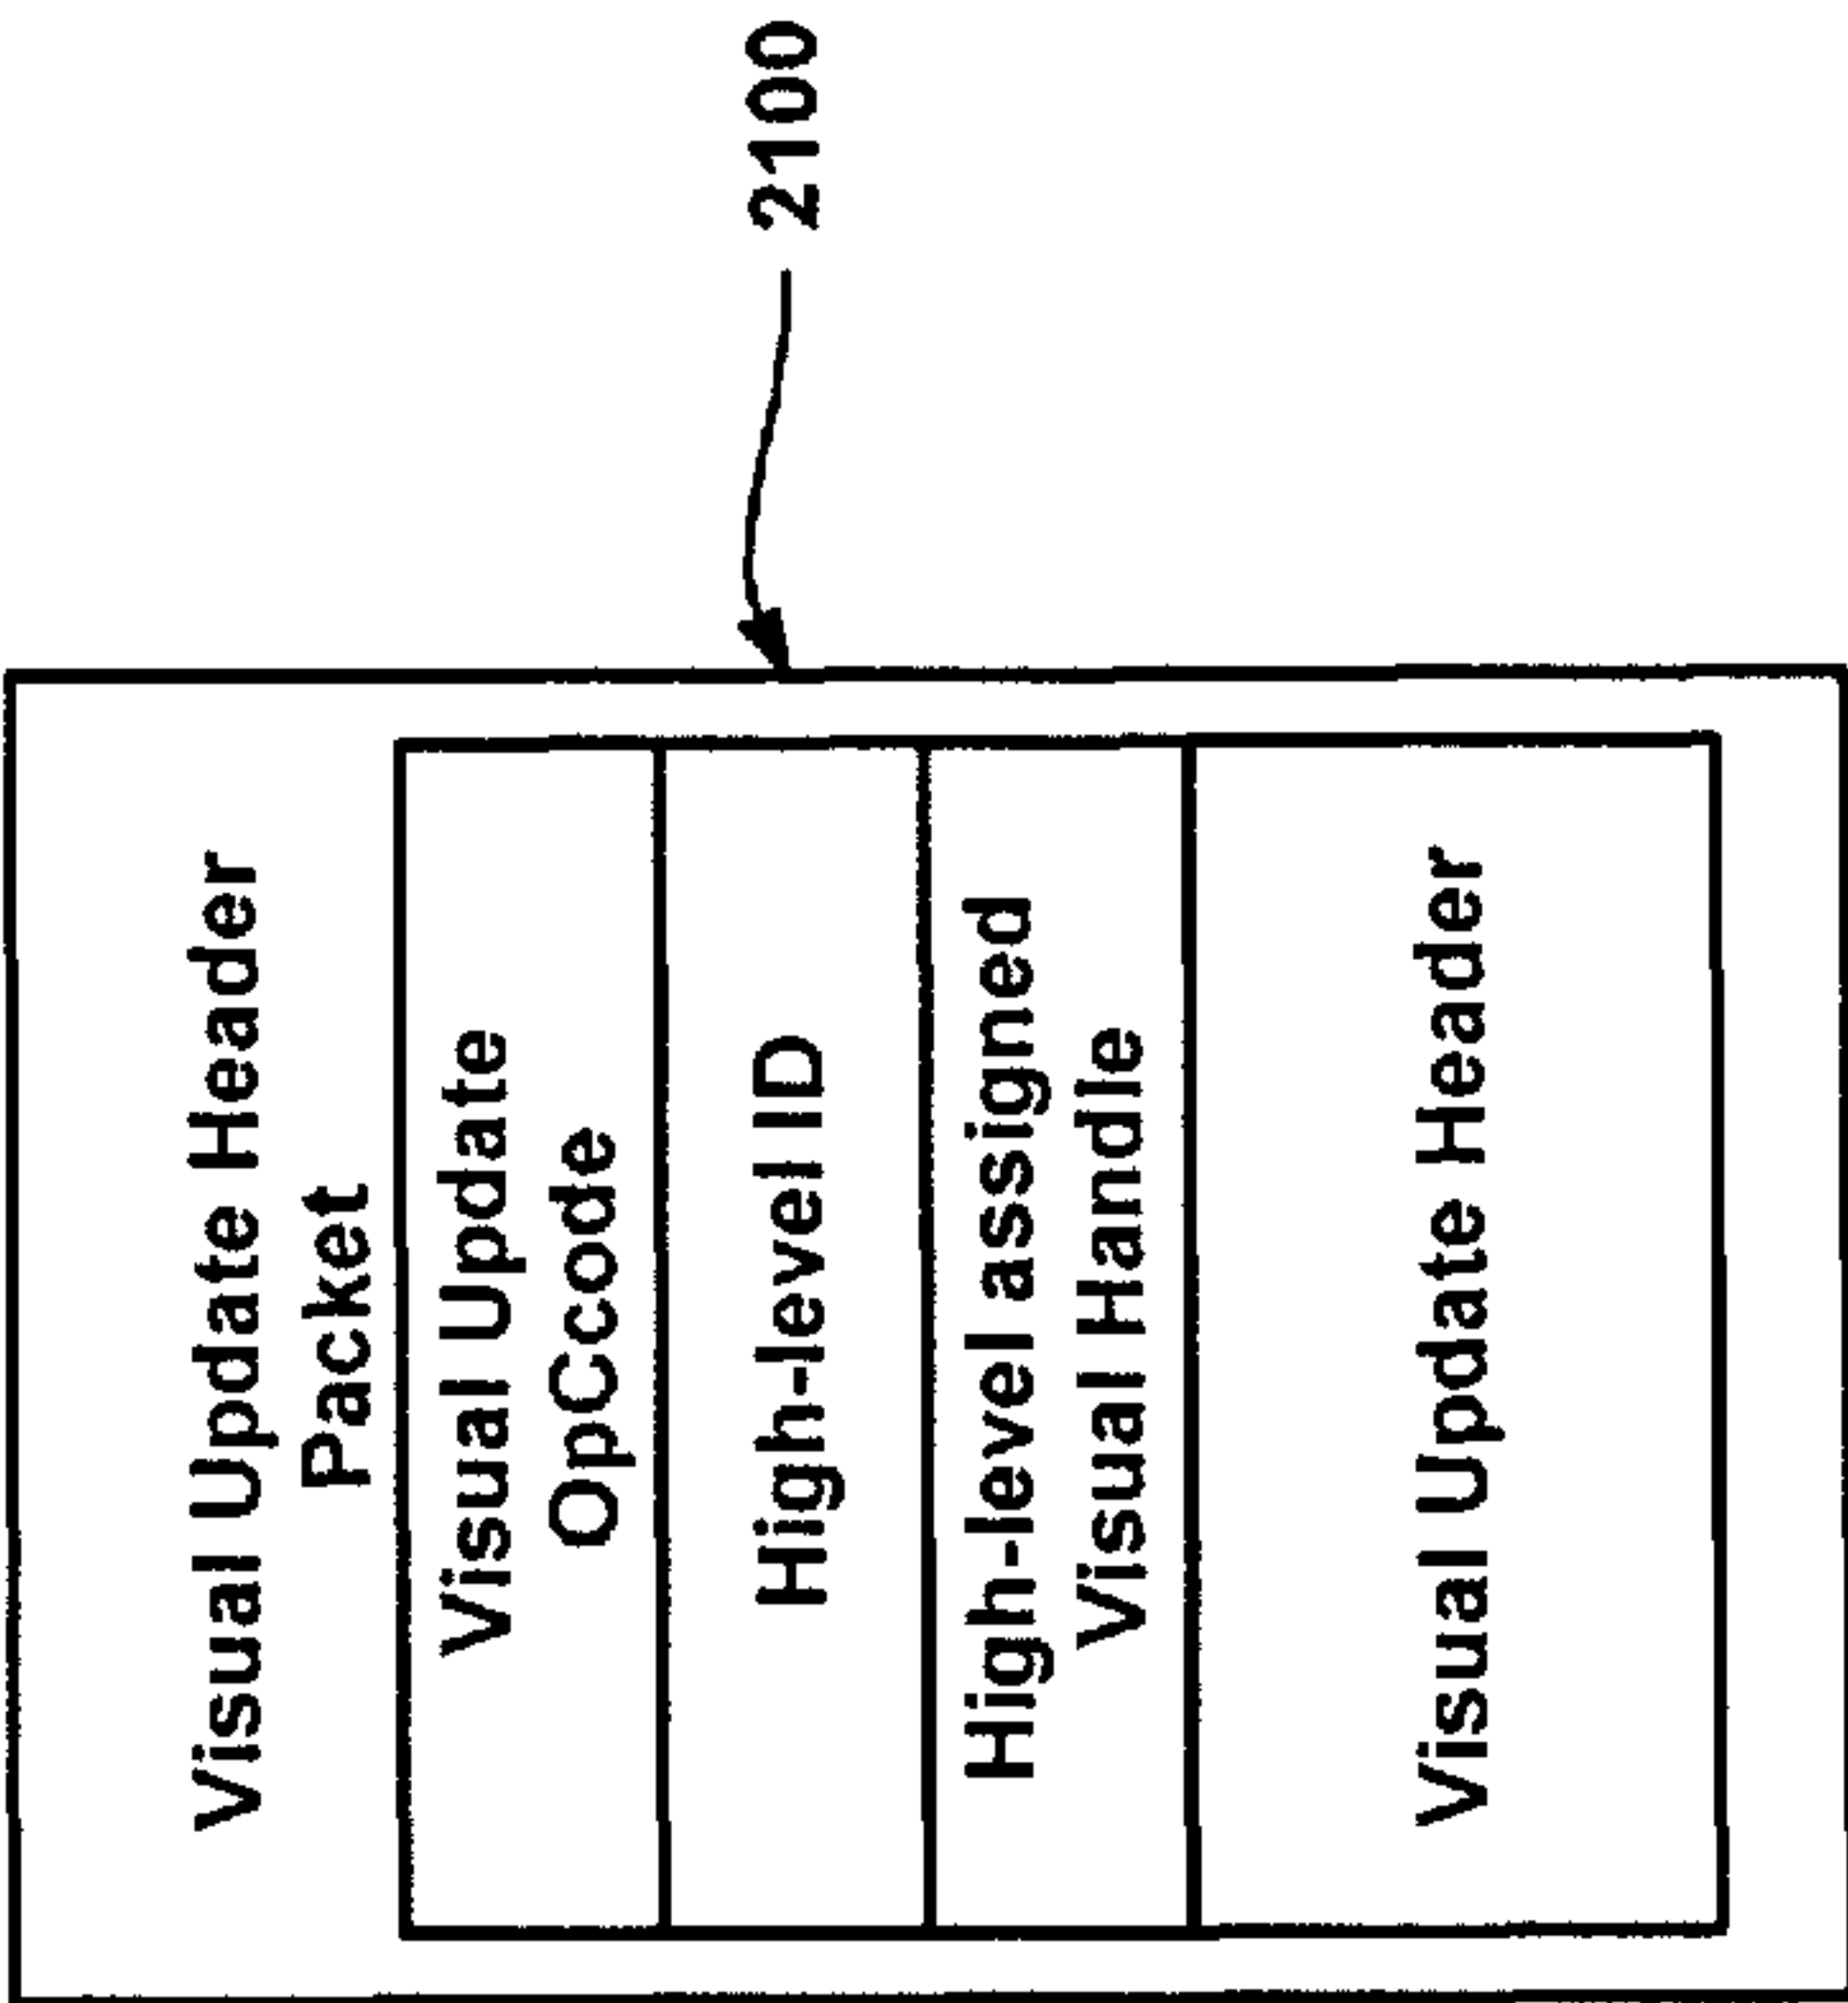 Visual Update Header
Packet
Visual Update
OpCcode
High-level ID
High-level assigned
Visual Handle
Visual Update Header
2100